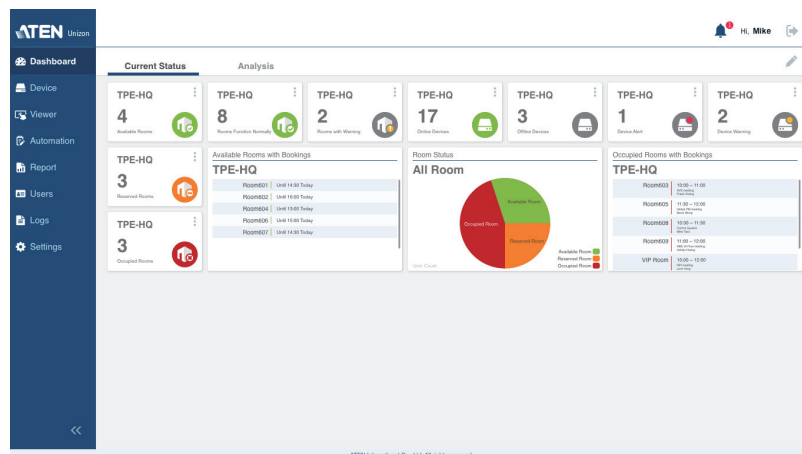 ATEN Unizon
1
Hi, Mike
Dashboard
Device
Viewer
Automation
Report
Users
Logs
Settings
Current Status
Analysis
TPE-HQ
4
Available Rooms
TPE-HQ
8
Rooms Function Normally
TPE-HQ
2
Rooms with Warning
TPE-HQ
17
Online Devices
TPE-HQ
3
Offline Devices
TPE-HQ
1
Device Alert
TPE-HQ
2
Device Warning
TPE-HQ
3
Reserved Rooms
TPE-HQ
3
Occupied Rooms
Available Rooms with Bookings
TPE-HQ
Room601 Until 14:30 Today
Room602 Until 16:00 Today
Room604 Until 13:00 Today
Room606 Until 15:00 Today
Room607 Until 14:30 Today
Room Status
All Room
Available Room
Occupied Room
Reserved Room
Available Room
Reserved Room
Occupied Room
Unit: Count
Occupied Rooms with Bookings
TPE-HQ
Room603 10:00 ~ 11:00
Room605 11:00 ~ 12:00
Room608 10:30 ~ 11:30
Room609 11:00 ~ 12:00
VIP Room 10:00 ~ 12:00